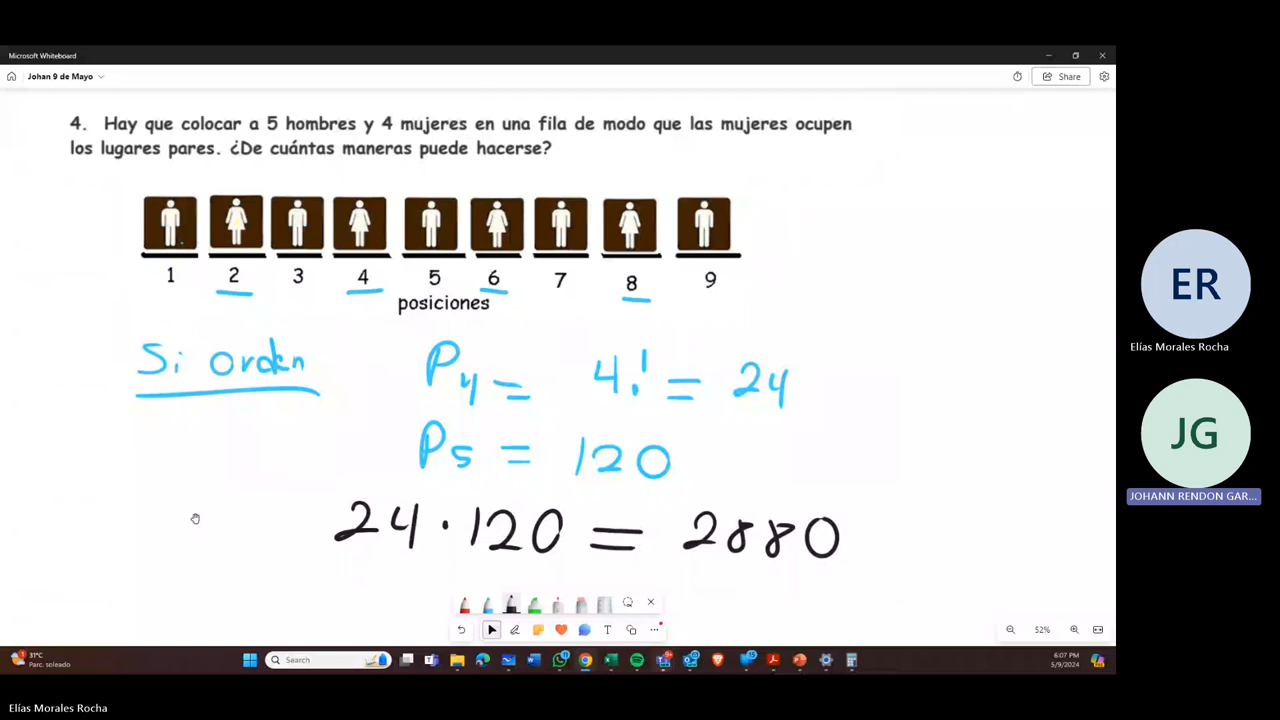 Microsoft Whiteboard
Johan 9 de Mayo
Share
4. Hay que colocar a 5 hombres y 4 mujeres en una fila de modo que las mujeres ocupen
los lugares pares. ¿De cuántas maneras puede hacerse?
1 2 3 4 5 6 7 8 9
posiciones
Si Orden
P4 = 4! = 24
P5 = 120
24 · 120 = 2880
52%
ER
Elías Morales Rocha
JG
JOHANN RENDON GAR...
31°C
Parc. soleado
Search
6:07 PM
5/9/2024
Elías Morales Rocha